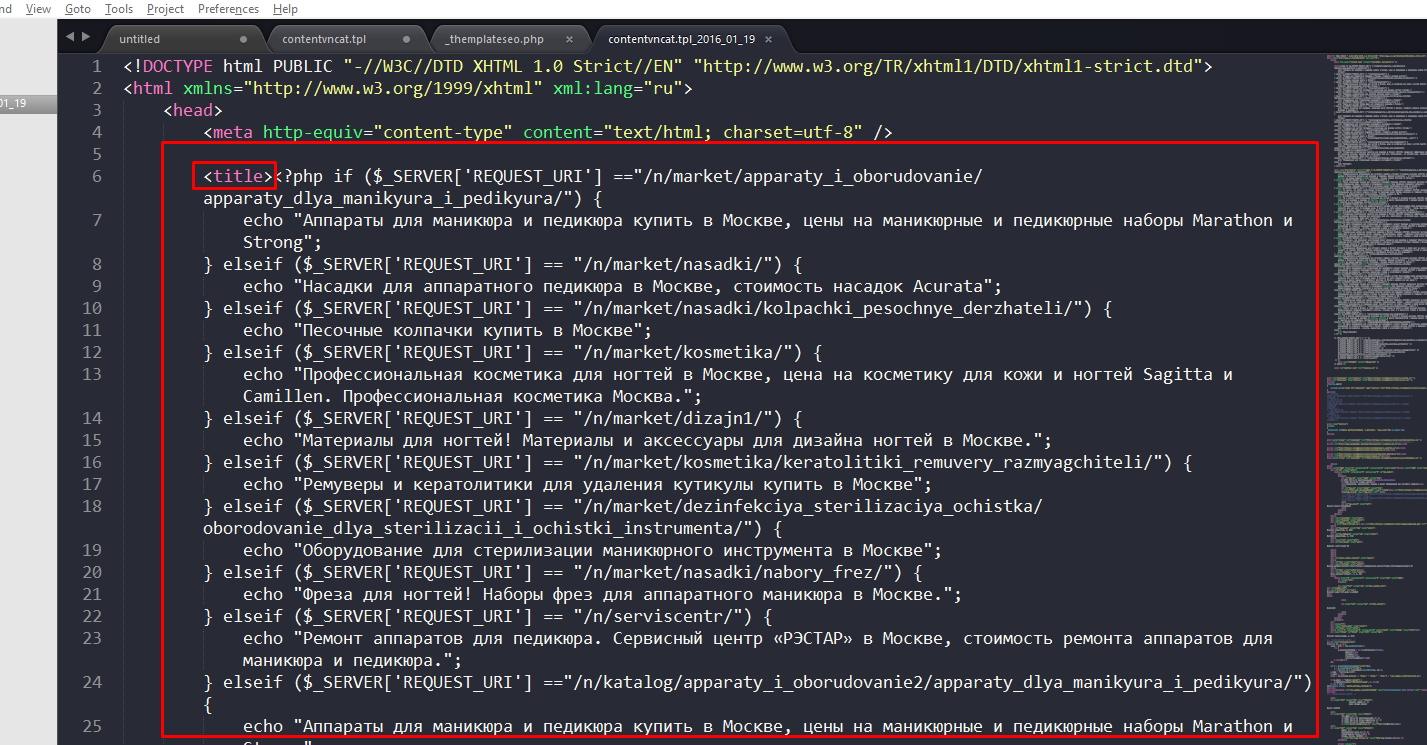 nd View Goto Tools Project Preferences Help
untitled contentvncat.tpl _themplateseo.php × contentvncat.tpl_2016_01_19 ×
01_19
1 <!DOCTYPE html PUBLIC "-//W3C//DTD XHTML 1.0 Strict//EN" "http://www.w3.org/TR/xhtml1/DTD/xhtml1-strict.dtd">
2 <html xmlns="http://www.w3.org/1999/xhtml" xml:lang="ru">
3 <head>
4 <meta http-equiv="content-type" content="text/html; charset=utf-8" />
5
6 <title><?php if ($_SERVER['REQUEST_URI'] =="/n/market/apparaty_i_oborudovanie/
apparaty_dlya_manikyura_i_pedikyura/") {
7 echo "Аппараты для маникюра и педикюра купить в Москве, цены на маникюрные и педикюрные наборы Marathon и
Strong";
8 } elseif ($_SERVER['REQUEST_URI'] == "/n/market/nasadki/") {
9 echo "Насадки для аппаратного педикюра в Москве, стоимость насадок Acurata";
10 } elseif ($_SERVER['REQUEST_URI'] == "/n/market/nasadki/kolpachki_pesochnye_derzhateli/") {
11 echo "Песочные колпачки купить в Москве";
12 } elseif ($_SERVER['REQUEST_URI'] == "/n/market/kosmetika/") {
13 echo "Профессиональная косметика для ногтей в Москве, цена на косметику для кожи и ногтей Sagitta и
Camillen. Профессиональная косметика Москва.";
14 } elseif ($_SERVER['REQUEST_URI'] == "/n/market/dizajn1/") {
15 echo "Материалы для ногтей! Материалы и аксессуары для дизайна ногтей в Москве.";
16 } elseif ($_SERVER['REQUEST_URI'] == "/n/market/kosmetika/keratolitiki_remuvery_razmyagchiteli/") {
17 echo "Ремуверы и кератолитики для удаления кутикулы купить в Москве";
18 } elseif ($_SERVER['REQUEST_URI'] == "/n/market/dezinfekciya_sterilizaciya_ochistka/
oborodovanie_dlya_sterilizacii_i_ochistki_instrumenta/") {
19 echo "Оборудование для стерилизации маникюрного инструмента в Москве";
20 } elseif ($_SERVER['REQUEST_URI'] == "/n/market/nasadki/nabory_frez/") {
21 echo "Фреза для ногтей! Наборы фрез для аппаратного маникюра в Москве.";
22 } elseif ($_SERVER['REQUEST_URI'] == "/n/serviscentr/") {
23 echo "Ремонт аппаратов для педикюра. Сервисный центр «РЭСТАР» в Москве, стоимость ремонта аппаратов для
маникюра и педикюра.";
24 } elseif ($_SERVER['REQUEST_URI'] =="/n/katalog/apparaty_i_oborudovanie2/apparaty_dlya_manikyura_i_pedikyura/")
{
25 echo "Аппараты для маникюра и педикюра купить в Москве, цены на маникюрные и педикюрные наборы Marathon и